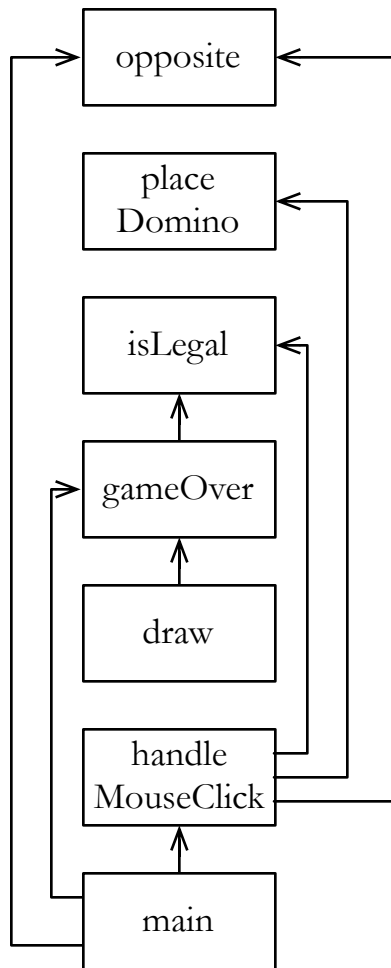 opposite
place
Domino
isLegal
gameOver
draw
handle
MouseClick
main